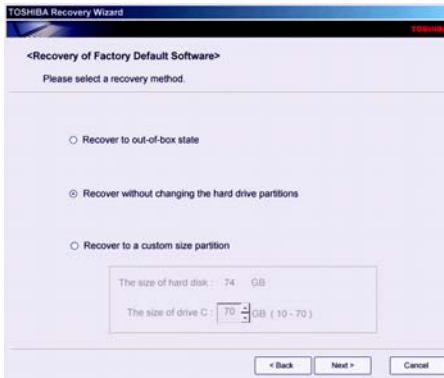 TOSHIBA Recovery Wizard
TOSHIBA
<Recovery of Factory Default Software>
Please select a recovery method.
Recover to out-of-box state
Recover without changing the hard drive partitions
Recover to a custom size partition
The size of hard disk : 74 GB
The size of drive C : 70 GB ( 10 - 70 )
< Back Next > Cancel